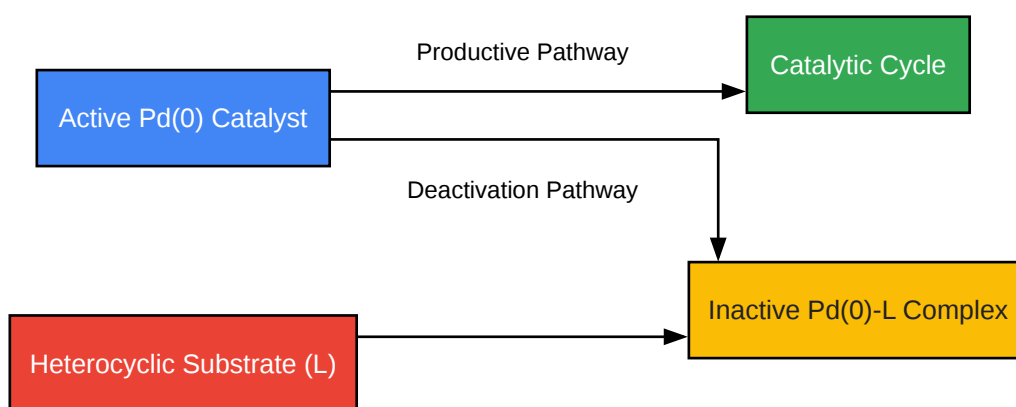 Productive Pathway
Catalytic Cycle
Active Pd(0) Catalyst
Deactivation Pathway
Inactive Pd(0)-L Complex
Heterocyclic Substrate (L)